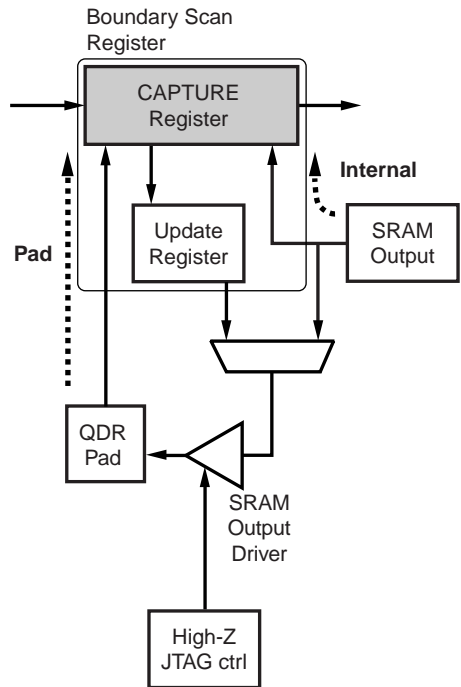 Boundary Scan
Register
CAPTURE
Register
Internal
Update
Register
SRAM
Output
Pad
QDR
Pad
SRAM
Output
Driver
High-Z
JTAG ctrl